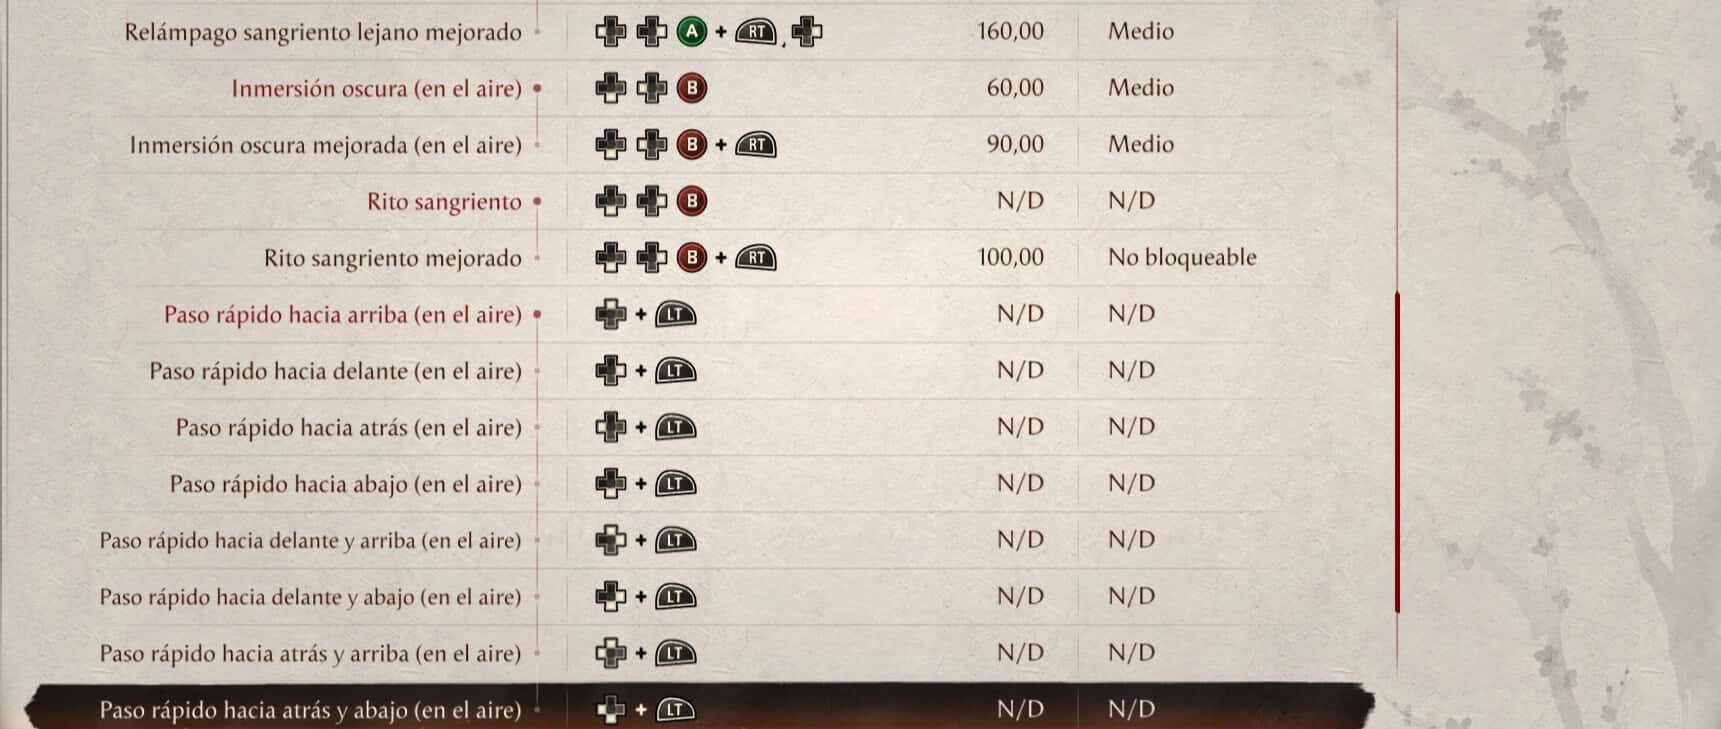 Relámpago sangriento lejano mejorado A + RT , 160,00 Medio
Inmersión oscura (en el aire) B 60,00 Medio
Inmersión oscura mejorada (en el aire) B + RT 90,00 Medio
Rito sangriento B N/D N/D
Rito sangriento mejorado B + RT 100,00 No bloqueable
Paso rápido hacia arriba (en el aire) + LT N/D N/D
Paso rápido hacia delante (en el aire) + LT N/D N/D
Paso rápido hacia atrás (en el aire) + LT N/D N/D
Paso rápido hacia abajo (en el aire) + LT N/D N/D
Paso rápido hacia delante y arriba (en el aire) + LT N/D N/D
Paso rápido hacia delante y abajo (en el aire) + LT N/D N/D
Paso rápido hacia atrás y arriba (en el aire) + LT N/D N/D
Paso rápido hacia atrás y abajo (en el aire) + LT N/D N/D